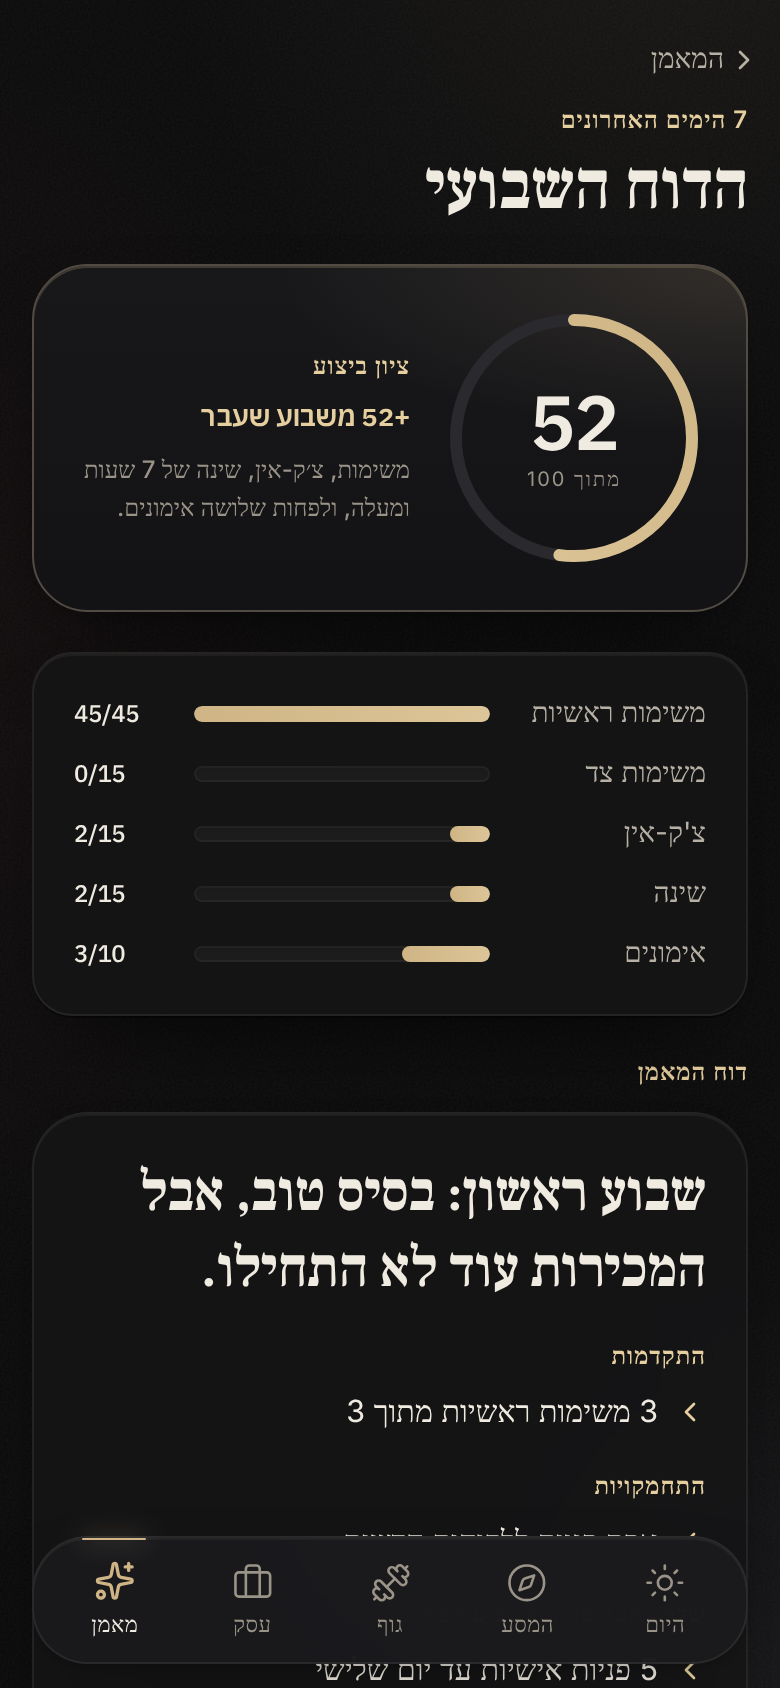 המאמן
7 הימים האחרונים
הדוח השבועי
52
מתוך 100
ציון ביצוע
+52 משבוע שעבר
משימות, צ׳ק-אין, שינה של 7 שעות
ומעלה, ולפחות שלושה אימונים.
משימות ראשיות 45/45
משימות צד 0/15
צ'ק-אין 2/15
שינה 2/15
אימונים 3/10
דוח המאמן
שבוע ראשון: בסיס טוב, אבל
המכירות עוד לא התחילו.
התקדמות
3 משימות ראשיות מתוך 3
התחמקויות
היום
המסע
גוף
עסק
מאמן
5 פניות אישיות עד יום שלישי